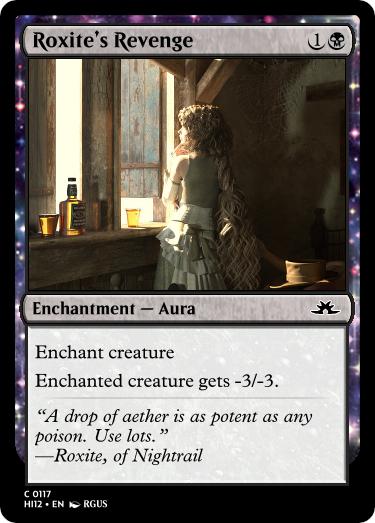 Roxite's Revenge 1
Enchantment — Aura
Enchant creature
Enchanted creature gets -3/-3.
“A drop of aether is as potent as any
poison. Use lots.”
—Roxite, of Nightrail
C 0117
HI12 • EN RGUS